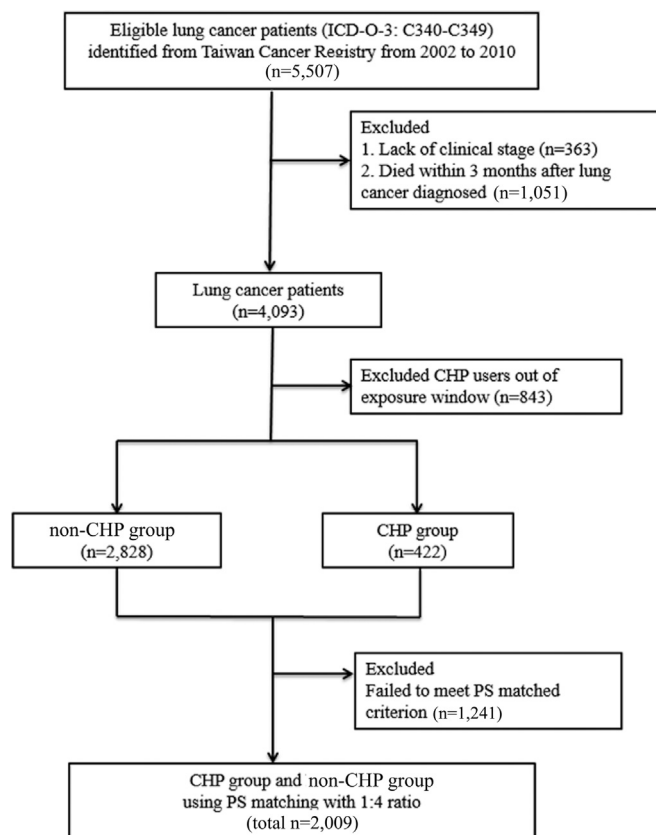 Eligible lung cancer patients (ICD-O-3: C340-C349)
identified from Taiwan Cancer Registry from 2002 to 2010
(n=5,507)
Excluded
1. Lack of clinical stage (n=363)
2. Died within 3 months after lung
cancer diagnosed (n=1,051)
Lung cancer patients
(n=4,093)
Excluded CHP users out of
exposure window (n=843)
non-CHP group
(n=2,828)
CHP group
(n=422)
Excluded
Failed to meet PS matched
criterion (n=1,241)
CHP group and non-CHP group
using PS matching with 1:4 ratio
(total n=2,009)